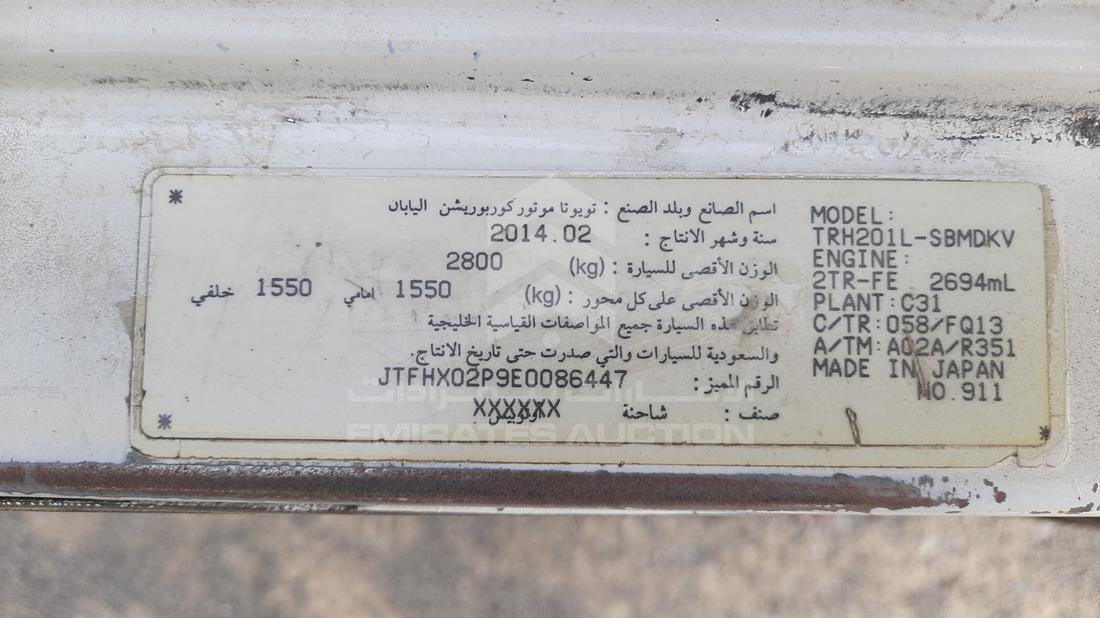 اسم الصانع وبلد الصنع : تويوتا موتور كوربوريشن اليابان
سنة وشهر الانتاج : 2014.02
الوزن الأقصى للسيارة : (kg) 2800
الوزن الأقصى على كل محور : (kg) 1550 امامي 1550 خلفي
تطابق هذه السيارة جميع المواصفات القياسية الخليجية
والسعودية للسيارات والتي صدرت حتى تاريخ الانتاج.
الرقم المميز : JTFHX02P9E0086447
صنف : شاحنة XXXXXX
MODEL:
TRH201L-SBMDKV
ENGINE:
2TR-FE 2694mL
PLANT:C31
C/TR:058/FQ13
A/TM:A02A/R351
MADE IN JAPAN
NO.911
الإمارات للمزادات
EMIRATES AUCTION